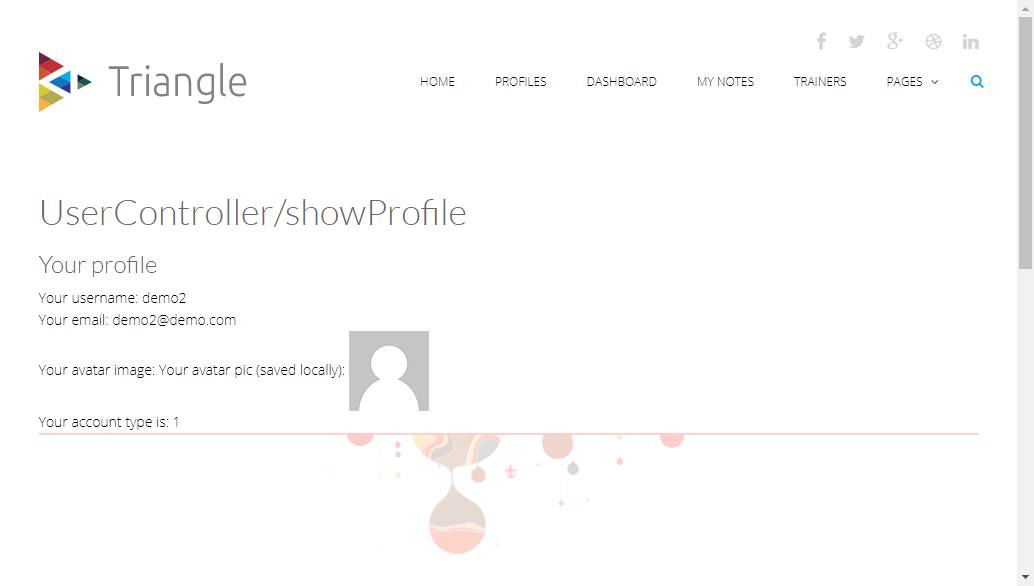 Triangle
HOME PROFILES DASHBOARD MY NOTES TRAINERS PAGES
UserController/showProfile
Your profile
Your username: demo2
Your email: demo2@demo.com
Your avatar image: Your avatar pic (saved locally):
Your account type is: 1